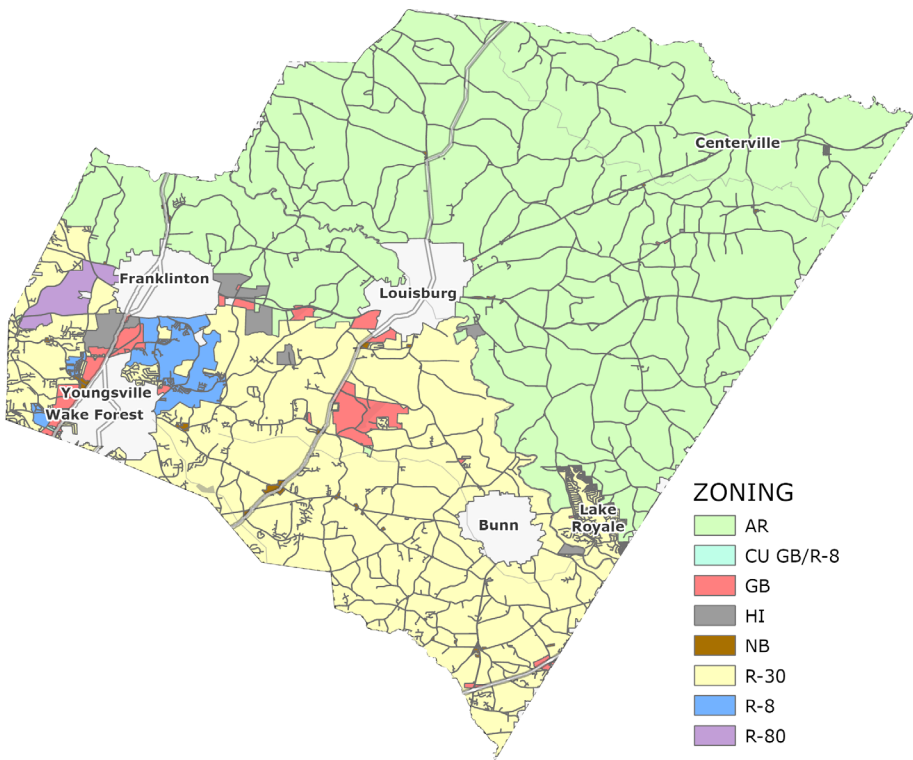 Centerville
Franklinton
Louisburg
Youngsville
Wake Forest
Bunn
Lake
Royale
ZONING
AR
CU GB/R-8
GB
HI
NB
R-30
R-8
R-80